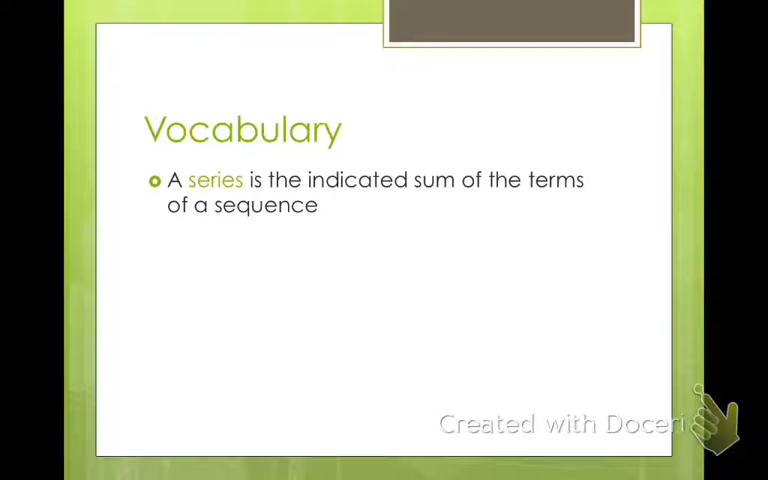 Vocabulary
A series is the indicated sum of the terms
of a sequence
Created with Doceri